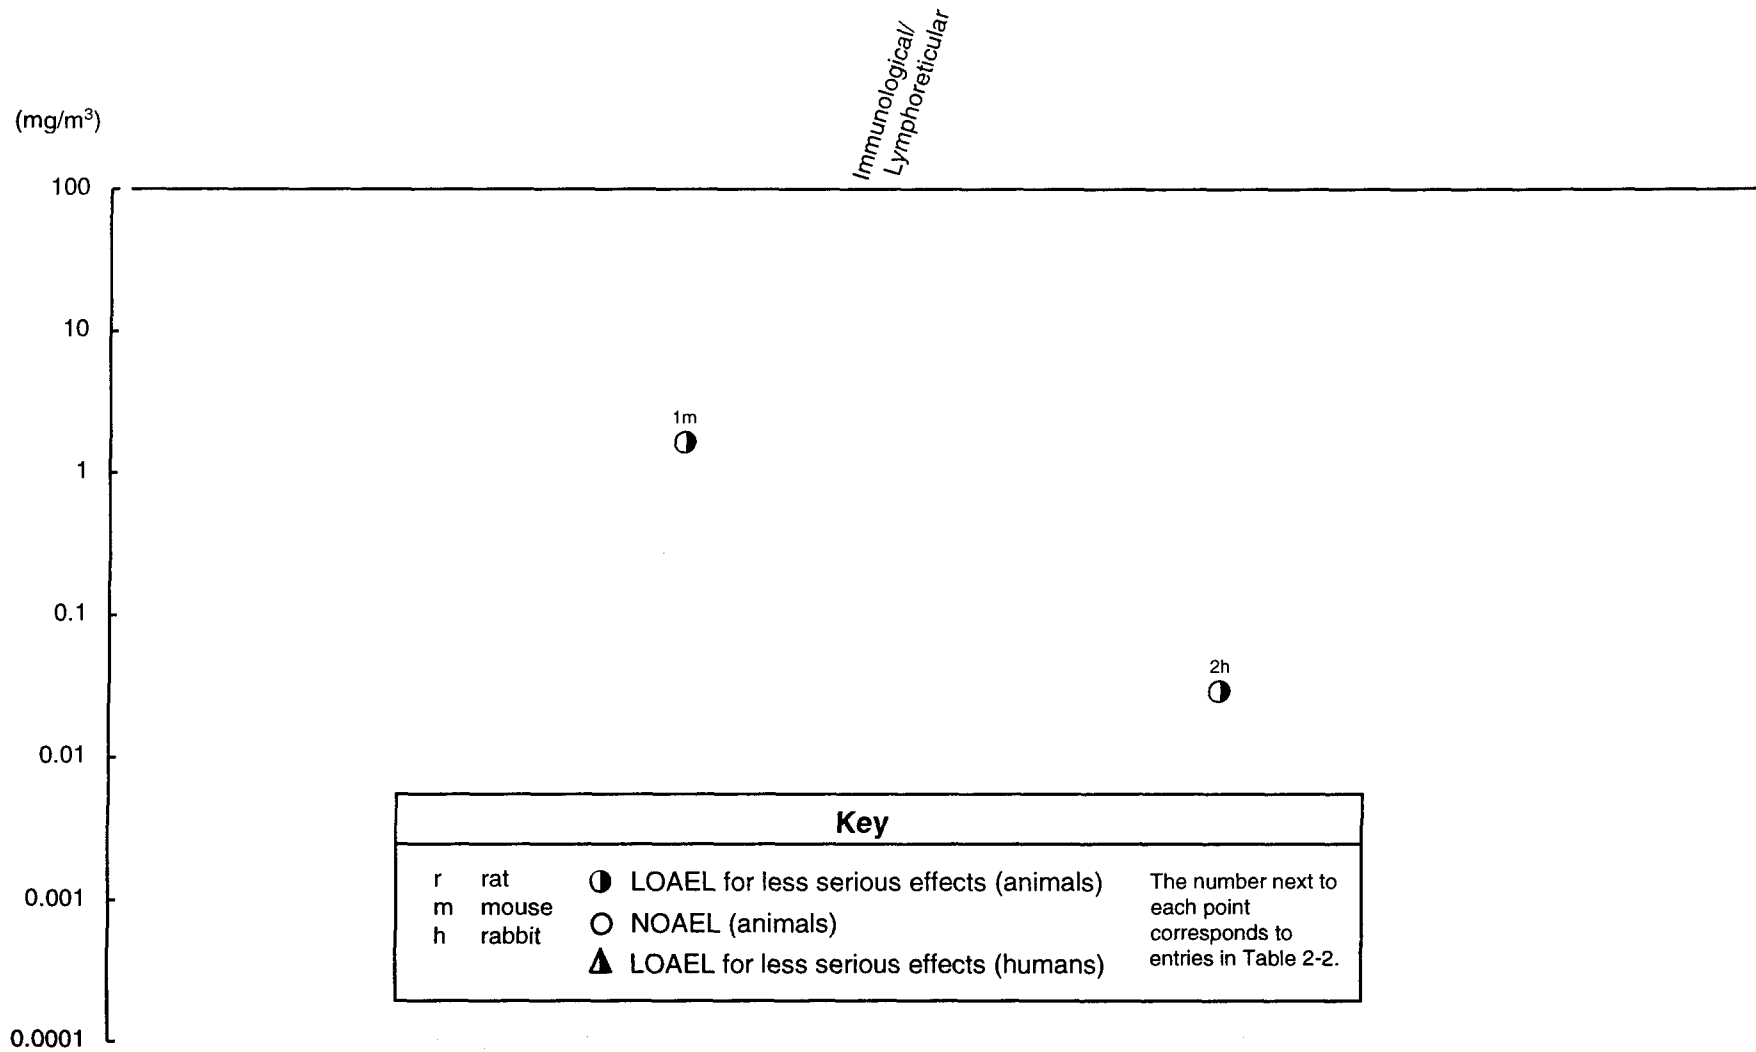 Immunological/
Lymphoreticular
(mg/m³)
100
10
1m
1
0.1
2h
0.01
Key
r rat
m mouse
h rabbit
LOAEL for less serious effects (animals)
NOAEL (animals)
LOAEL for less serious effects (humans)
The number next to
each point
corresponds to
entries in Table 2-2.
0.001
0.0001